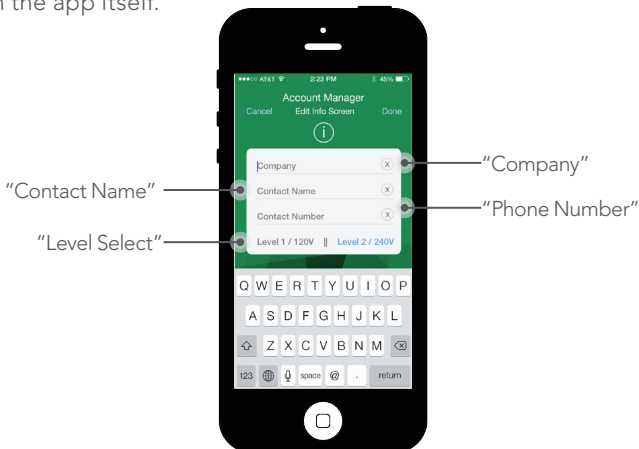 n the app itself.
AT&T 2:23 PM 45%
Account Manager
Cancel Edit Info Screen Done
i
Company x
"Company"
"Contact Name"
Contact Name x
Contact Number x
"Phone Number"
"Level Select"
Level 1 / 120V || Level 2 / 240V
Q W E R T Y U I O P
A S D F G H J K L
Z X C V B N M
123 space @ . return